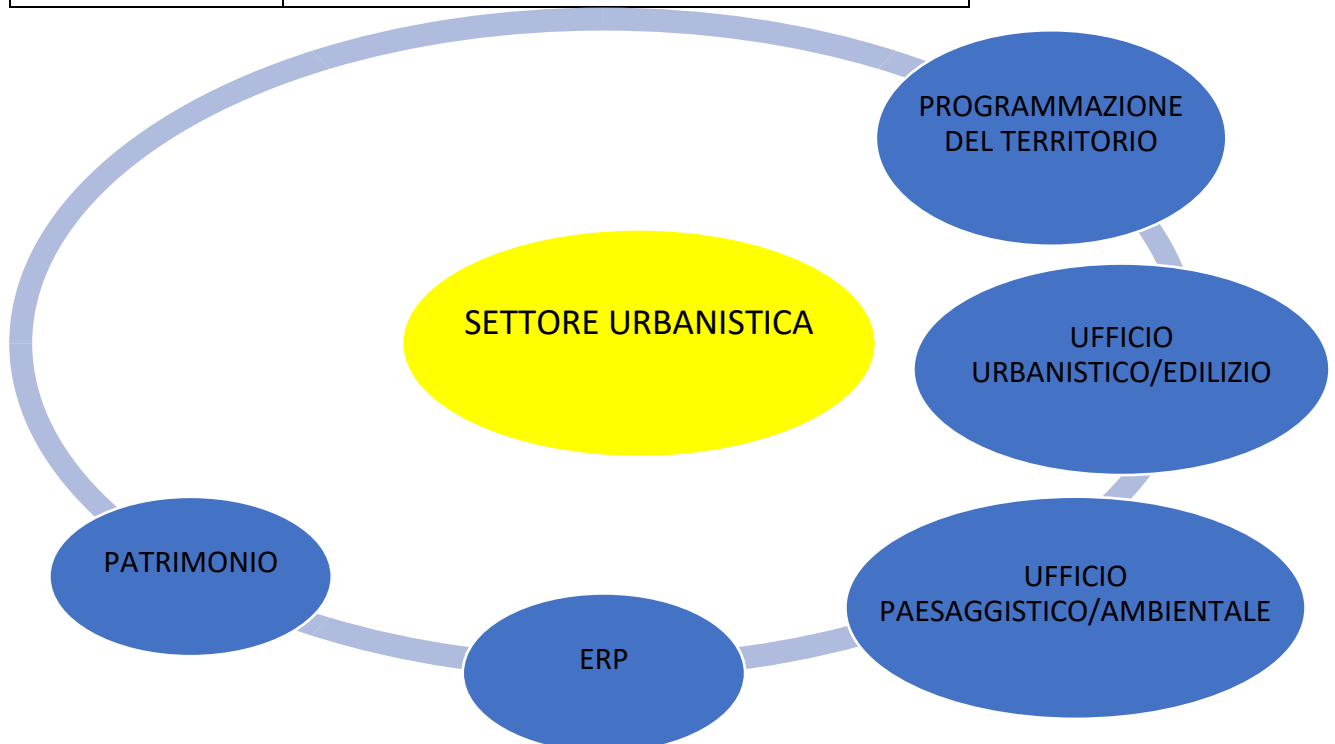 PROGRAMMAZIONE
DEL TERRITORIO
SETTORE URBANISTICA
UFFICIO
URBANISTICO/EDILIZIO
UFFICIO
PAESAGGISTICO/AMBIENTALE
ERP
PATRIMONIO